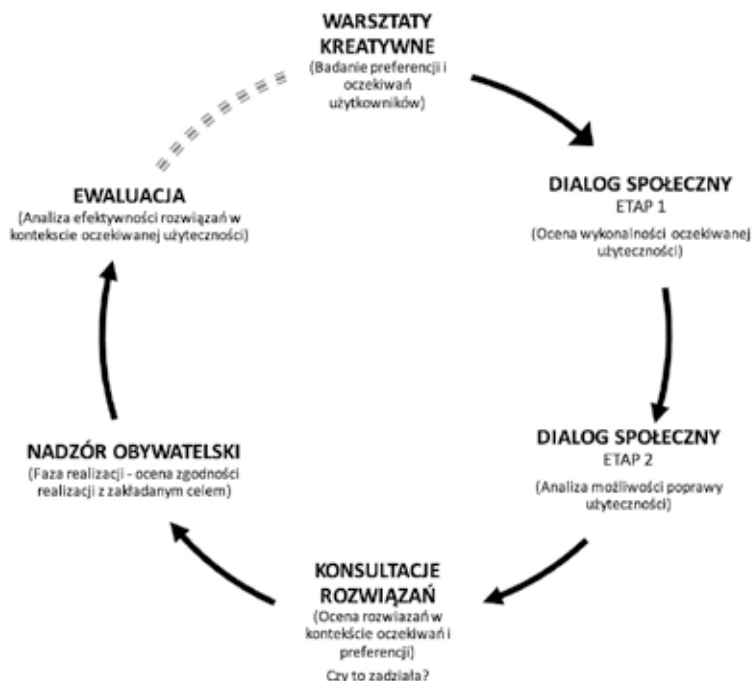 WARSZTATY
KREATYWNE
(Badanie preferencji i
oczekiwań
użytkowników)
DIALOG SPOŁECZNY
ETAP 1
(Ocena wykonalności oczekiwanej
użyteczności)
DIALOG SPOŁECZNY
ETAP 2
(Analiza możliwości poprawy
użyteczności)
KONSULTACJE
ROZWIĄZAŃ
(Ocena rozwiazań w
kontekście oczekiwań i
preferencji)
Czy to zadziała?
NADZÓR OBYWATELSKI
(Faza realizacji - ocena zgodności
realizacji z zakładanym celem)
EWALUACJA
(Analiza efektywności rozwiązań w
kontekscie oczekiwanej użyteczności)